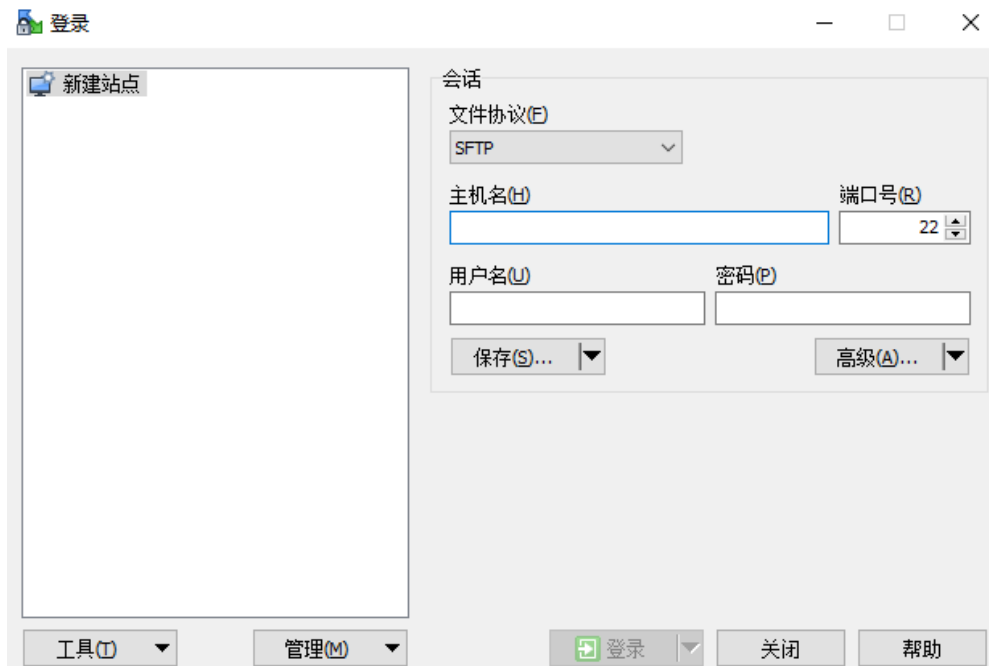 登录
新建站点
会话
文件协议(F)
SFTP
主机名(H) 端口号(R)
22
用户名(U) 密码(P)
保存(S)... 高级(A)...
工具(T) 管理(M) 登录 关闭 帮助